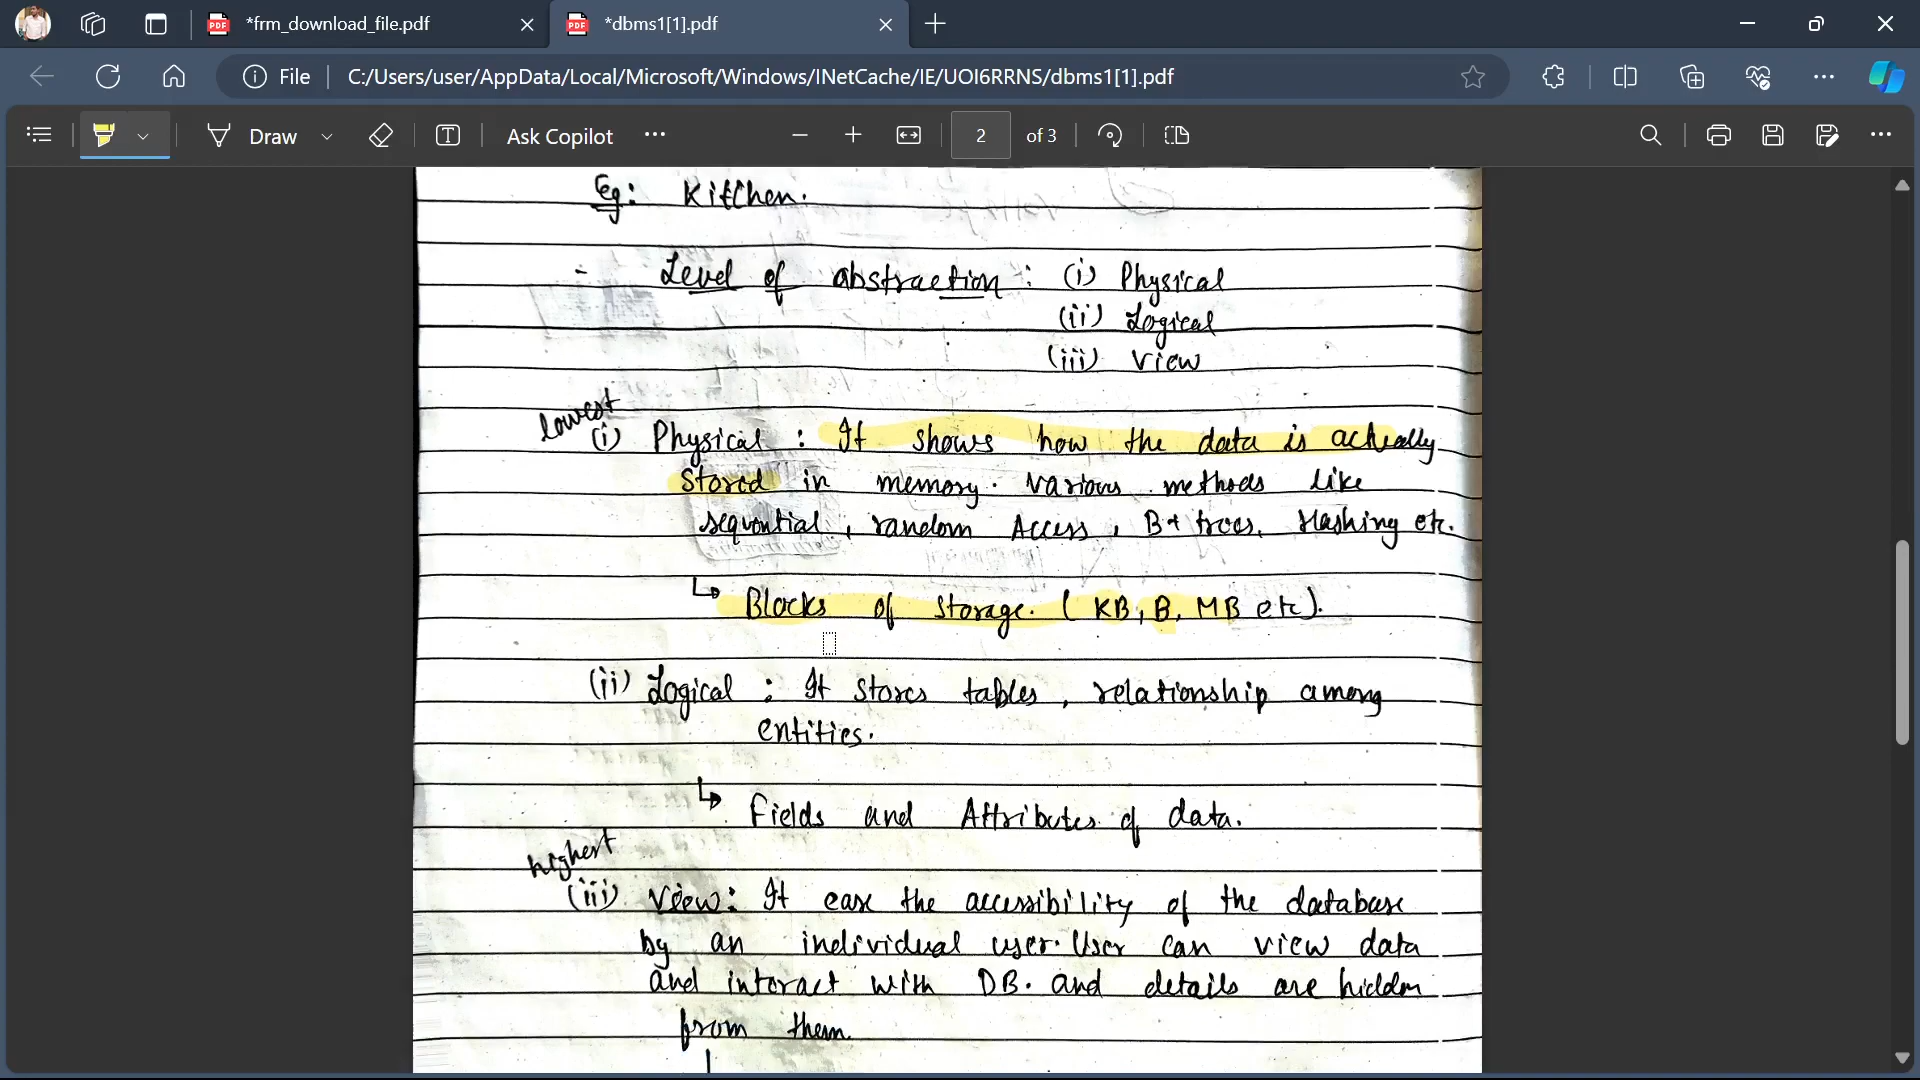 *frm_download_file.pdf
*dbms1[1].pdf
File
C:/Users/user/AppData/Local/Microsoft/Windows/INetCache/IE/UOI6RRNS/dbms1[1].pdf
Draw
Ask Copilot
2 of 3
Eg: Kitchen.
- Level of abstraction : (i) Physical
(ii) Logical
(iii) View
lowest
(i) Physical : It shows how the data is actually
stored in memory. Various methods like
sequential, random Access, B+ trees, Hashing etc.
↳ Blocks of storage. (KB, B, MB etc).
(ii) Logical : It stores tables, relationship among
entities.
↳ Fields and Attributes of data.
highest
(iii) View: It ease the accessibility of the database
by an individual user. User can view data
and interact with DB. and details are hidden
from them.